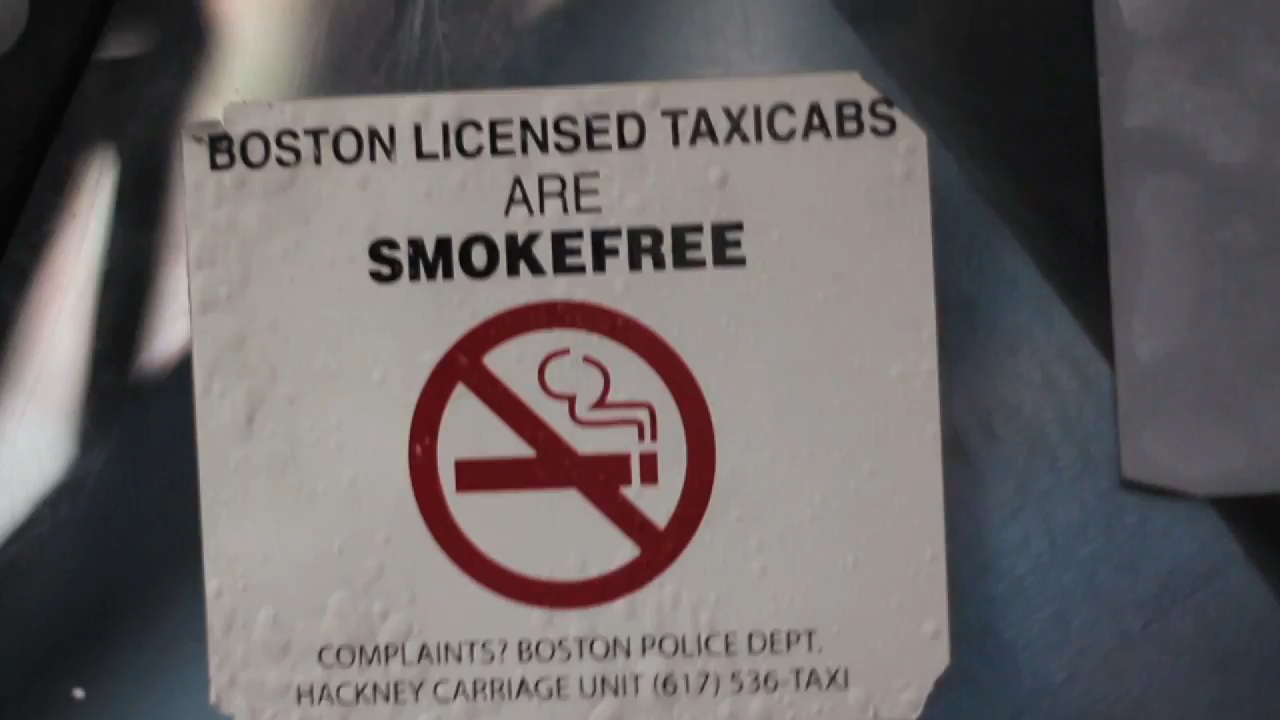 BOSTON LICENSED TAXICABS
ARE
SMOKEFREE
COMPLAINTS? BOSTON POLICE DEPT.
HACKNEY CARRIAGE UNIT (617) 536-TAXI